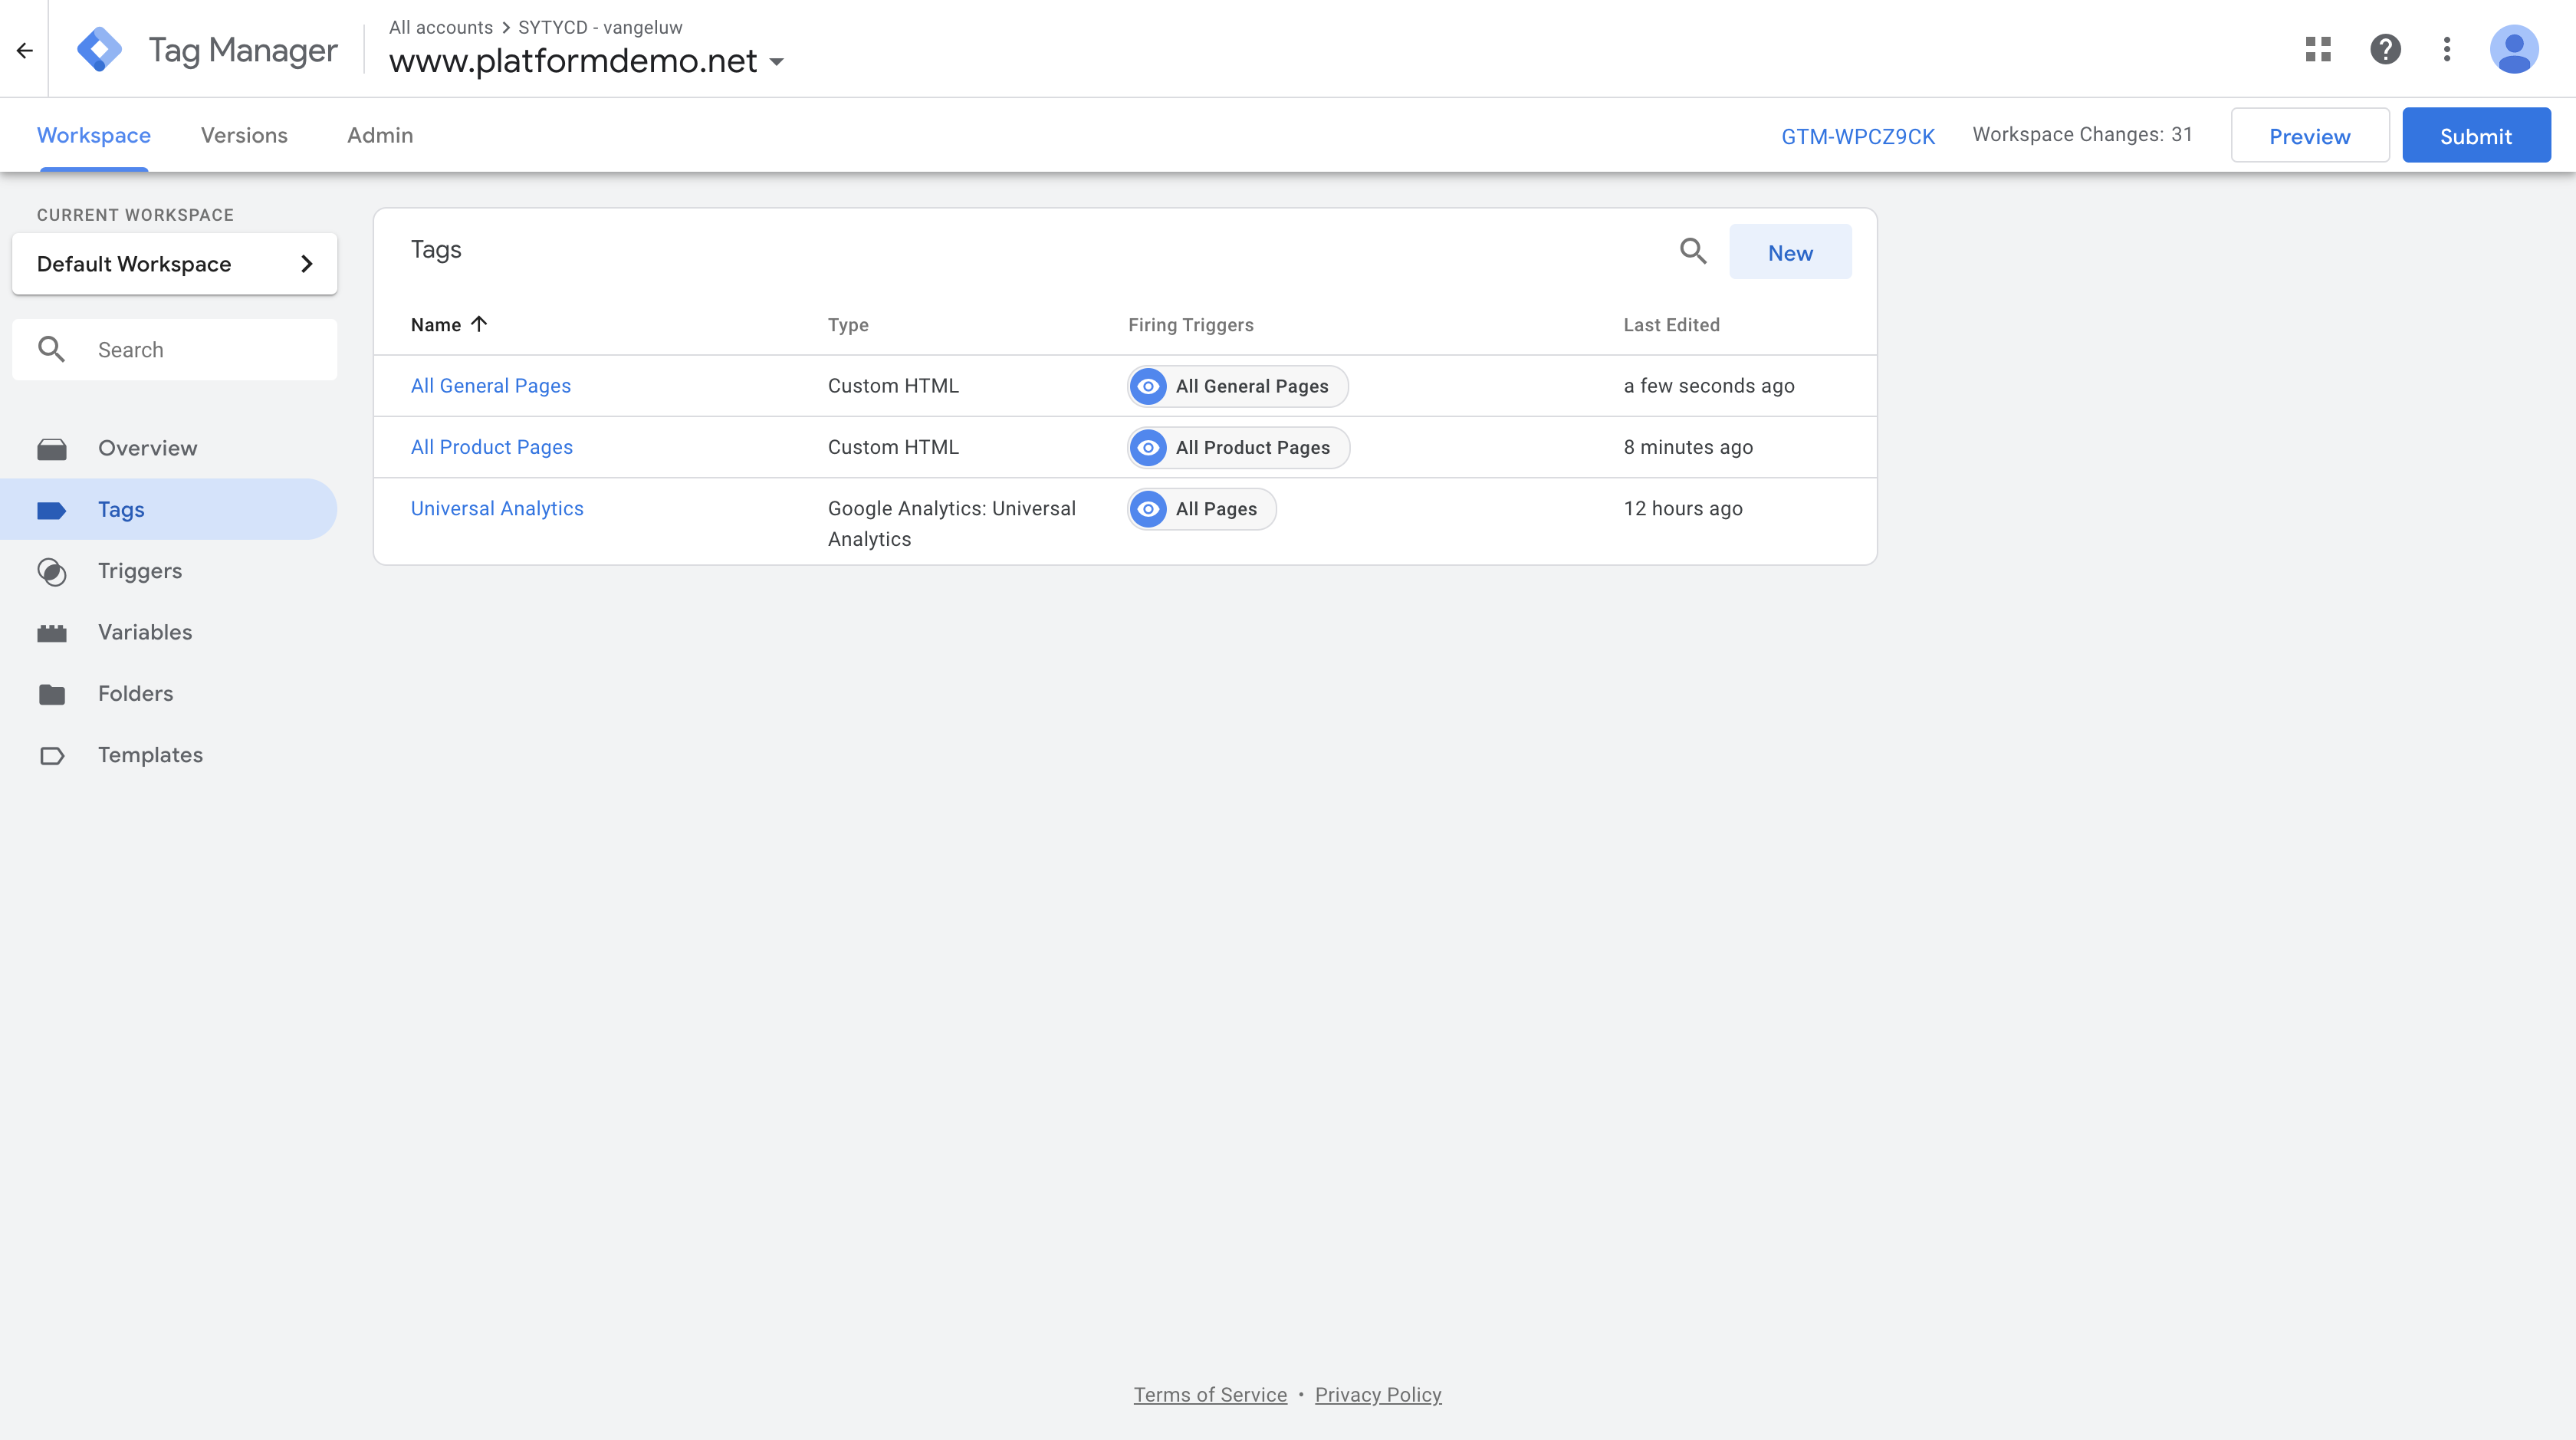 All accounts > SYTYCD - vangeluw
Tag Manager
www.platformdemo.net
Workspace Versions Admin
GTM-WPCZ9CK Workspace Changes: 31 Preview Submit
CURRENT WORKSPACE
Default Workspace
Search
Overview
Tags
Triggers
Variables
Folders
Templates
Tags
New
Name Type Firing Triggers Last Edited
All General Pages Custom HTML All General Pages a few seconds ago
All Product Pages Custom HTML All Product Pages 8 minutes ago
Universal Analytics Google Analytics: Universal All Pages 12 hours ago
Analytics
Terms of Service • Privacy Policy